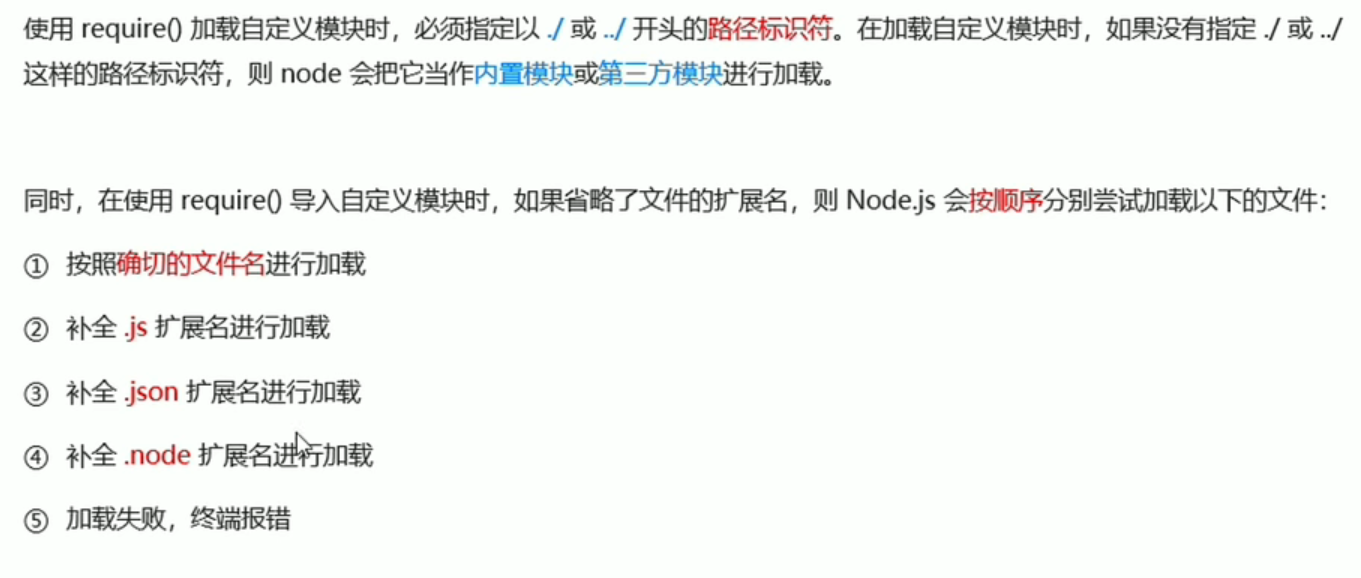 使用 require() 加载自定义模块时，必须指定以 ./ 或 ../ 开头的路径标识符。在加载自定义模块时，如果没有指定 ./ 或 ../
这样的路径标识符，则 node 会把它当作内置模块或第三方模块进行加载。
同时，在使用 require() 导入自定义模块时，如果省略了文件的扩展名，则 Node.js 会按顺序分别尝试加载以下的文件：
① 按照确切的文件名进行加载
② 补全 .js 扩展名进行加载
③ 补全 .json 扩展名进行加载
④ 补全 .node 扩展名进行加载
⑤ 加载失败，终端报错